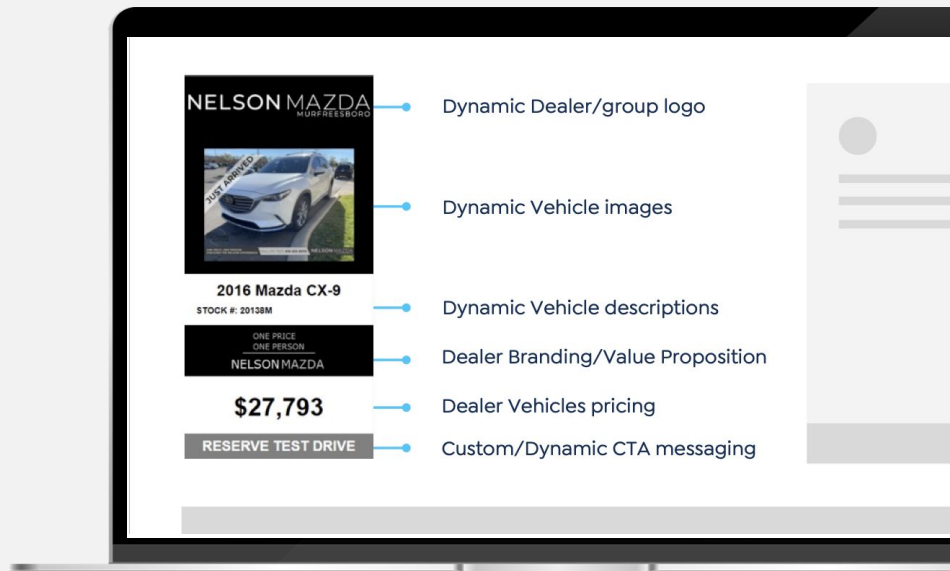 NELSON MAZDA
MURFREESBORO
Dynamic Dealer/group logo
JUST ARRIVED
NELSON
Dynamic Vehicle images
2016 Mazda CX-9
STOCK #: 20138M
Dynamic Vehicle descriptions
ONE PRICE
ONE PERSON
NELSON MAZDA
Dealer Branding/Value Proposition
$27,793
Dealer Vehicles pricing
RESERVE TEST DRIVE
Custom/Dynamic CTA messaging